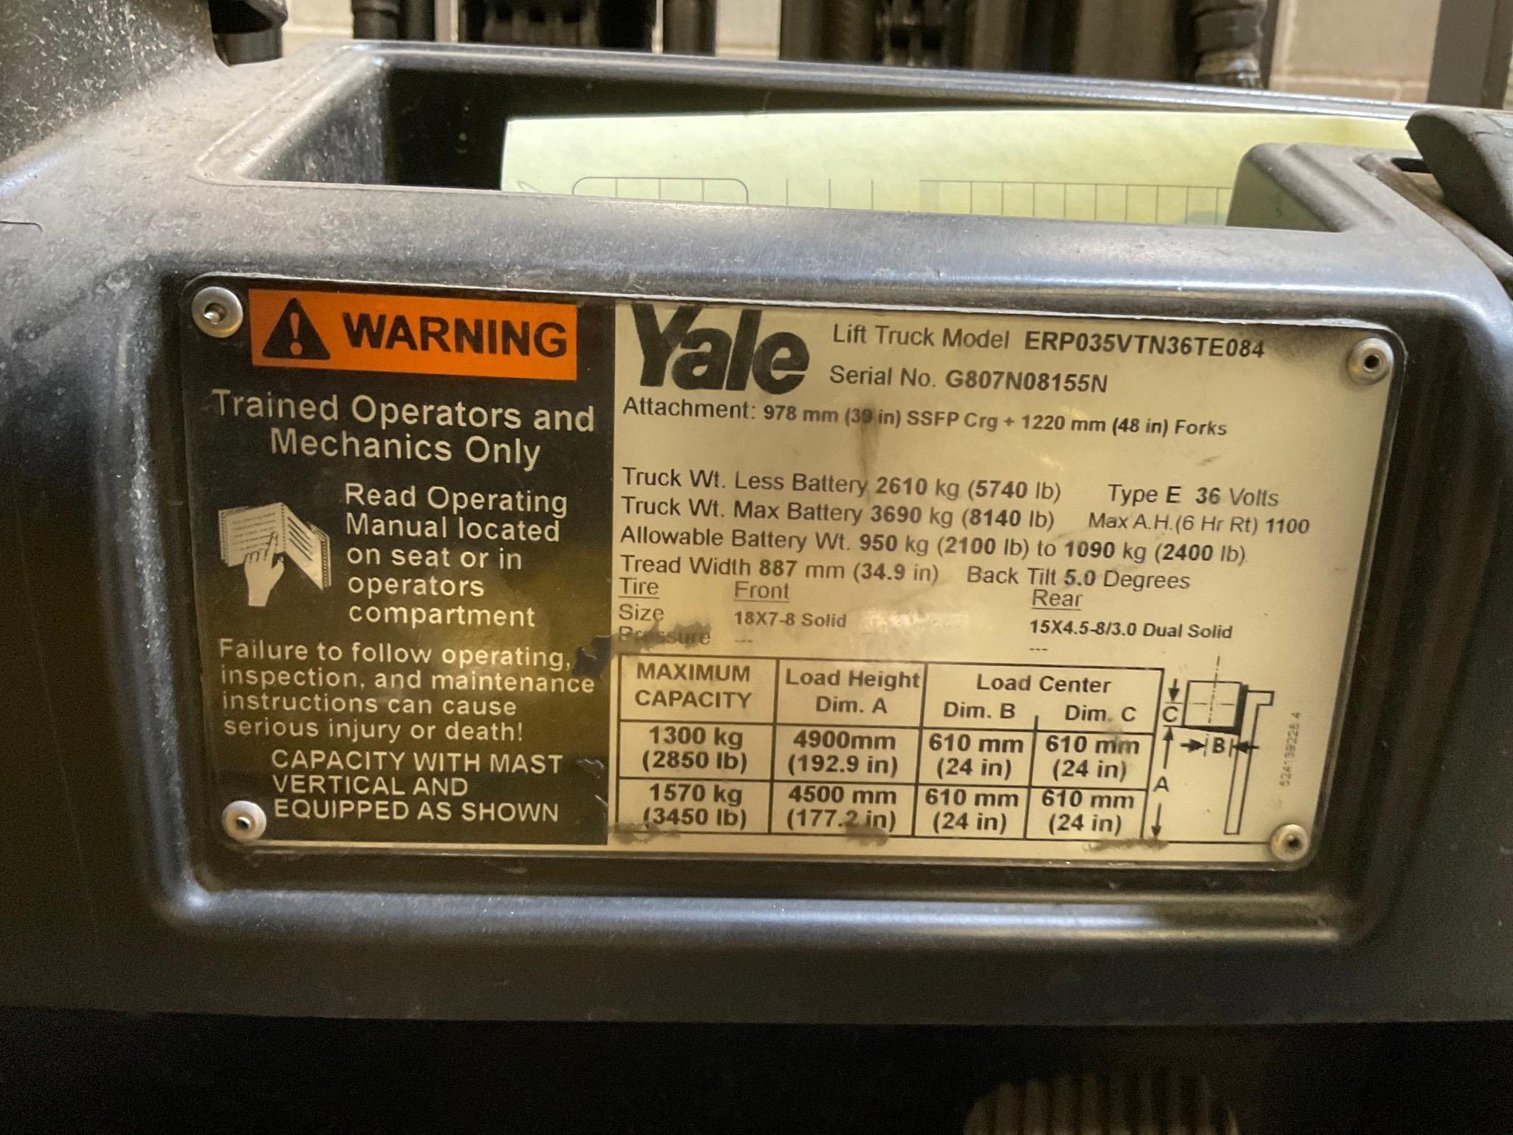 WARNING
Trained Operators and
Mechanics Only
Read Operating
Manual located
on seat or in
operators
compartment
Failure to follow operating,
inspection, and maintenance
instructions can cause
serious injury or death!
CAPACITY WITH MAST
VERTICAL AND
EQUIPPED AS SHOWN
Yale
Lift Truck Model ERP035VTN36TE084
Serial No. G807N08155N
Attachment: 978 mm (39 in) SSFP Crg + 1220 mm (48 in) Forks
Truck Wt. Less Battery 2610 kg (5740 lb) Type E 36 Volts
Truck Wt. Max Battery 3690 kg (8140 lb) Max A.H.(6 Hr Rt) 1100
Allowable Battery Wt. 950 kg (2100 lb) to 1090 kg (2400 lb)
Tread Width 887 mm (34.9 in) Back Tilt 5.0 Degrees
Tire Front Rear
Size 18X7-8 Solid 15X4.5-8/3.0 Dual Solid
Pressure --- ---
MAXIMUM Load Height Load Center
CAPACITY Dim. A Dim. B Dim. C
1300 kg 4900mm 610 mm 610 mm
(2850 lb) (192.9 in) (24 in) (24 in)
1570 kg 4500 mm 610 mm 610 mm
(3450 lb) (177.2 in) (24 in) (24 in)
C
B
A